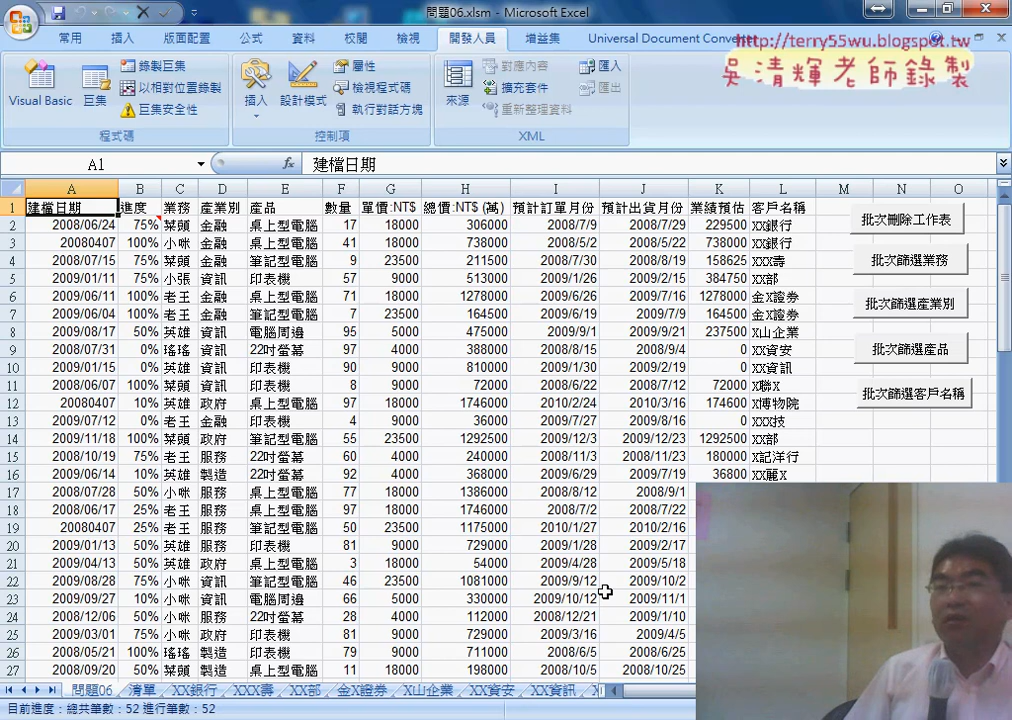 問題06.xlsm - Microsoft Excel
常用 插入 版面配置 公式 資料 校閱 檢視 開發人員 增益集 Universal Document Conve
http://terry55wu.blogspot.tw
吳清輝老師錄製
Visual Basic 巨集 錄製巨集 以相對位置錄製 巨集安全性 插入 設計模式 屬性 檢視程式碼 執行對話方塊 來源 對應內容 擴充套件 重新整理資料 匯入 匯出
程式碼 控制項 XML
A1 fx 建檔日期
A B C D E F G H I J K L M N O
1 建檔日期 進度 業務 產業別 產品 數量 單價:NT$ 總價:NT$ (萬) 預計訂單月份 預計出貨月份 業績預估 客戶名稱
2 2008/06/24 75% 菜頭 金融 桌上型電腦 17 18000 306000 2008/7/9 2008/7/29 229500 XX銀行
3 20080407 100% 小咪 金融 桌上型電腦 41 18000 738000 2008/5/2 2008/5/22 738000 XX銀行
4 2008/07/15 75% 菜頭 金融 筆記型電腦 9 23500 211500 2008/7/30 2008/8/19 158625 XXX壽
5 2009/01/11 75% 小張 資訊 印表機 57 9000 513000 2009/1/26 2009/2/15 384750 XX部
6 2009/06/11 100% 老王 金融 桌上型電腦 71 18000 1278000 2009/6/26 2009/7/16 1278000 金X證券
7 2009/06/04 100% 老王 金融 筆記型電腦 7 23500 164500 2009/6/19 2009/7/9 164500 金X證券
8 2009/08/17 50% 英雄 資訊 電腦周邊 95 5000 475000 2009/9/1 2009/9/21 237500 X山企業
9 2008/07/31 0% 瑤瑤 資訊 22吋螢幕 97 4000 388000 2008/8/15 2008/9/4 0 XX資安
10 2009/01/15 0% 英雄 資訊 印表機 90 9000 810000 2009/1/30 2009/2/19 0 XX資訊
11 2008/06/07 100% 菜頭 資訊 印表機 8 9000 72000 2008/6/22 2008/7/12 72000 X聯X
12 20080407 10% 英雄 政府 桌上型電腦 97 18000 1746000 2010/2/24 2010/3/16 174600 X博物院
13 2009/07/12 0% 老王 金融 印表機 4 9000 36000 2009/7/27 2009/8/16 0 XXX技
14 2009/11/18 100% 菜頭 政府 筆記型電腦 55 23500 1292500 2009/12/3 2009/12/23 1292500 XX部
15 2008/10/19 75% 老王 政府 22吋螢幕 60 4000 240000 2008/11/3 2008/11/23 180000 X記洋行
16 2009/06/14 10% 英雄 製造 22吋螢幕 92 4000 368000 2009/6/29 2009/7/19 36800 XX麗X
17 2008/07/28 50% 小咪 服務 桌上型電腦 77 18000 1386000 2008/8/12 2008/9/1
18 2008/06/17 25% 老王 服務 桌上型電腦 97 18000 1746000 2008/7/2 2008/7/22
19 20080407 25% 老王 服務 筆記型電腦 50 23500 1175000 2010/1/27 2010/2/16
20 2009/01/13 50% 英雄 服務 印表機 81 9000 729000 2009/1/28 2009/2/17
21 2009/04/13 50% 英雄 服務 桌上型電腦 3 18000 54000 2009/4/28 2009/5/18
22 2009/08/28 75% 小咪 資訊 筆記型電腦 46 23500 1081000 2009/9/12 2009/10/2
23 2009/09/27 10% 小咪 資訊 電腦周邊 66 5000 330000 2009/10/12 2009/11/1
24 2008/12/06 50% 小咪 服務 22吋螢幕 28 4000 112000 2008/12/21 2009/1/10
25 2009/03/01 75% 小咪 政府 印表機 81 9000 729000 2009/3/16 2009/4/5
26 2008/05/21 100% 瑤瑤 製造 印表機 79 9000 711000 2008/6/5 2008/6/25
27 2008/09/20 50% 菜頭 製造 桌上型電腦 11 18000 198000 2008/10/5 2008/10/25
批次刪除工作表
批次篩選業務
批次篩選產業別
批次篩選產品
批次篩選客戶名稱
問題06 清單 XX銀行 XXX壽 XX部 金X證券 X山企業 XX資安 XX資訊
目前進度：總共筆數：52 進行筆數：52